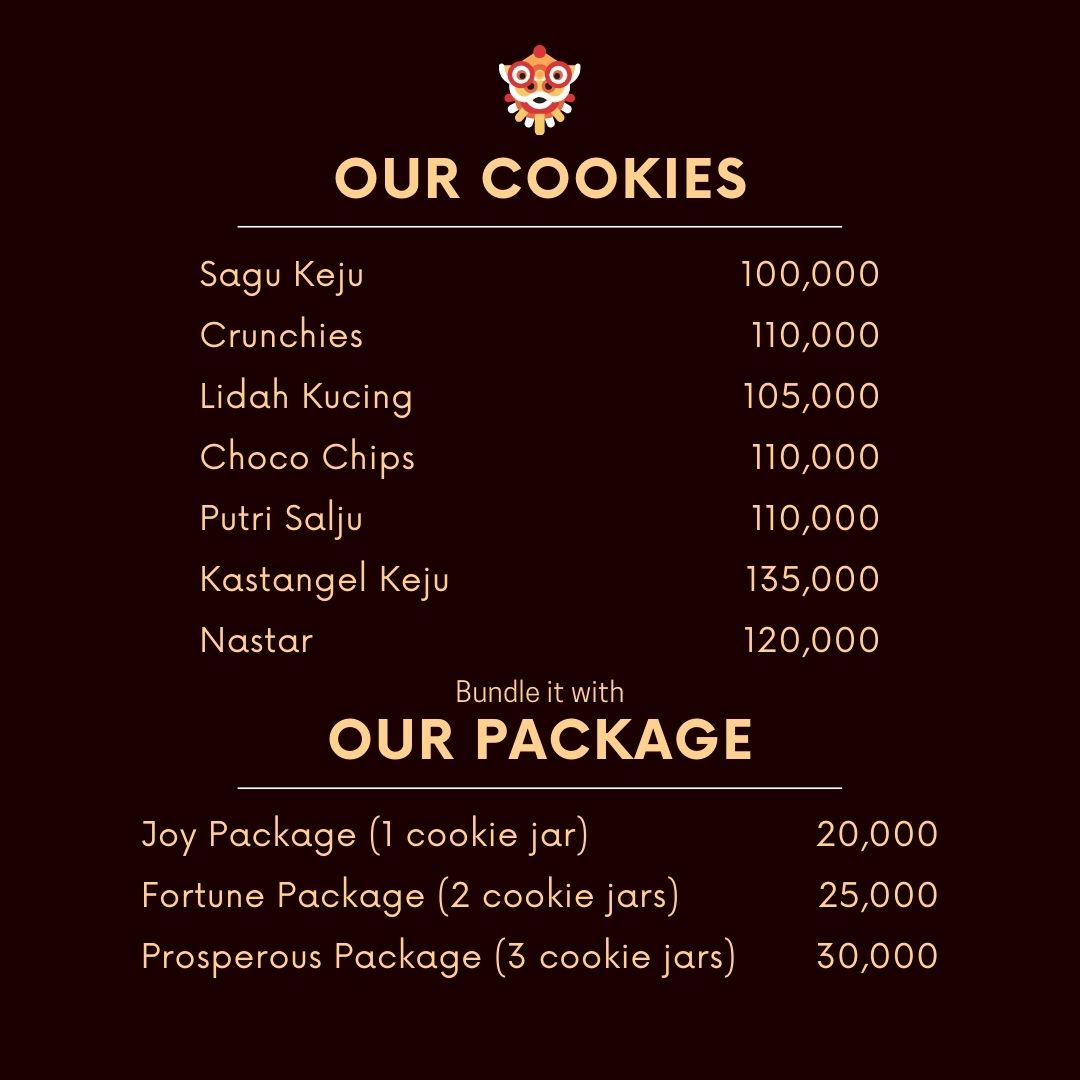 OUR COOKIES
Sagu Keju 100,000
Crunchies 110,000
Lidah Kucing 105,000
Choco Chips 110,000
Putri Salju 110,000
Kastangel Keju 135,000
Nastar 120,000
Bundle it with
OUR PACKAGE
Joy Package (1 cookie jar) 20,000
Fortune Package (2 cookie jars) 25,000
Prosperous Package (3 cookie jars) 30,000